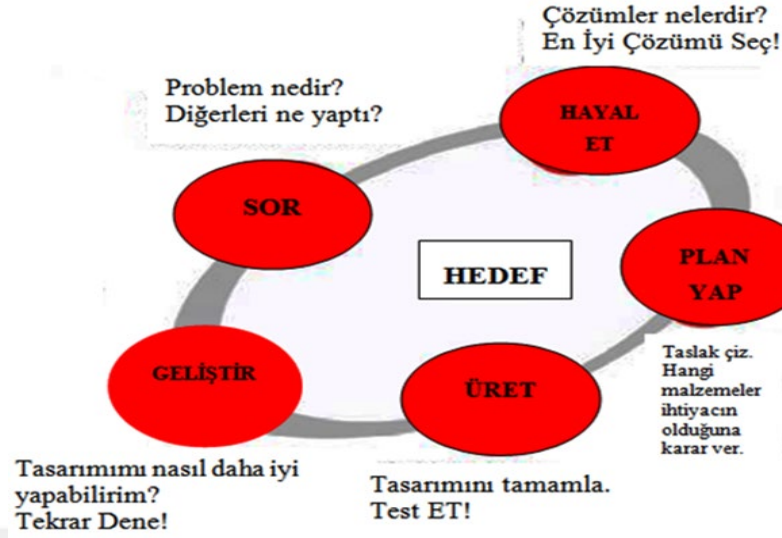 Çözümler nelerdir?
En İyi Çözümü Seç!
Problem nedir?
Diğerleri ne yaptı?
HAYAL
ET
SOR
PLAN
YAP
HEDEF
GELİŞTİR
ÜRET
Taslak çiz.
Hangi
malzemeler
ihtiyacın
olduğuna
karar ver.
Tasarımımı nasıl daha iyi
yapabilirim?
Tekrar Dene!
Tasarımını tamamla.
Test ET!